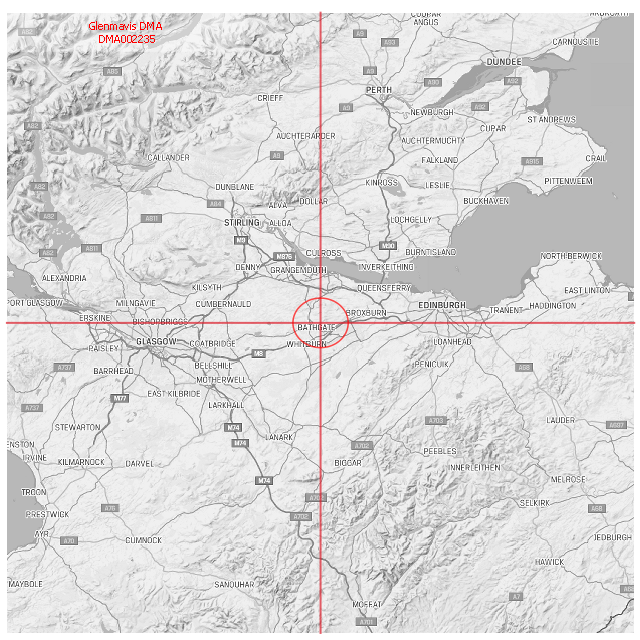 Glenmavis DMA
DMA002235
CUPAR
ANGUS
CARNOUSTIE
A82
A9
A93
DUNDEE
A85
A9
A90
A92
PERTH
CRIEFF
A9
NEWBURGH
A92
ST ANDREWS
A82
AUCHTERARDER
AUCHTERMUCHTY
CUPAR
CALLANDER
A9
FALKLAND
A915
CRAIL
A82
DUNBLANE
KINROSS
LESLIE
PITTENWEEM
A84
ALVA
DOLLAR
BUCKHAVEN
A82
A811
STIRLING
ALLOA
LOCHGELLY
A82
A811
M9
M90
CULROSS
BURNTISLAND
M876
NORTH BERWICK
DENNY
GRANGEMOUTH
INVERKEITHING
ALEXANDRIA
KILSYTH
QUEENSFERRY
EAST LINTON
PORT GLASGOW
MILNGAVIE
CUMBERNAULD
EDINBURGH
HADDINGTON
ERSKINE
BISHOPBRIGGS
BATHGATE
BROXBURN
TRANENT
PAISLEY
GLASGOW
COATBRIDGE
WHITBURN
LOANHEAD
M8
A737
BARRHEAD
BELLSHILL
PENICUIK
A68
MOTHERWELL
A737
M77
EAST KILBRIDE
LARKHALL
STEWARTON
M74
A703
LAUDER
A697
ENSTON
M74
LANARK
A702
PEEBLES
IRVINE
KILMARNOCK
DARVEL
BIGGAR
INNERLEITHEN
M74
MELROSE
TROON
A702
SELKIRK
PRESTWICK
A76
A702
A68
AYR
A70
CUMNOCK
JEDBURGH
HAWICK
MAYBOLE
SANQUHAR
A7
MOFFAT
A701